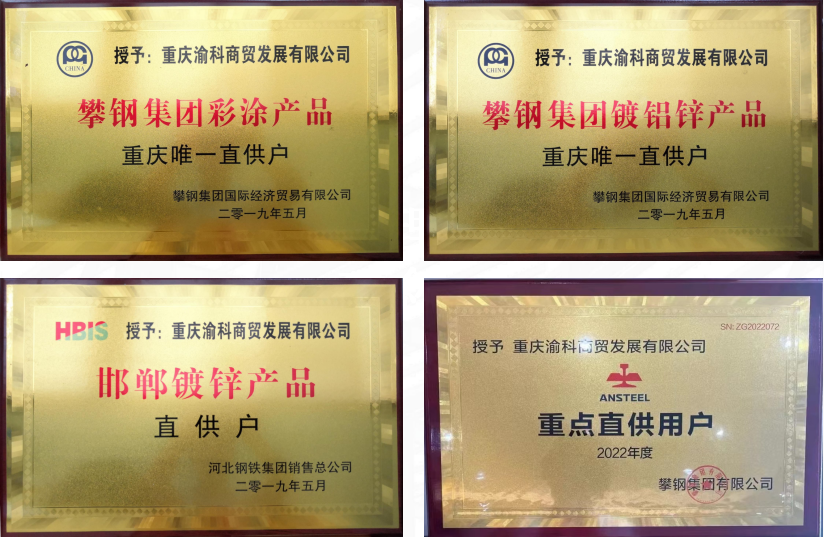 PG
CHINA
授予：重庆渝科商贸发展有限公司
攀钢集团彩涂产品
重庆唯一直供户
攀钢集团国际经济贸易有限公司
二零一九年五月
PG
CHINA
授予：重庆渝科商贸发展有限公司
攀钢集团镀铝锌产品
重庆唯一直供户
攀钢集团国际经济贸易有限公司
二零一九年五月
HBIS 授予：重庆渝科商贸发展有限公司
邯郸镀锌产品
直供户
河北钢铁集团销售总公司
二零一九年五月
SN: ZG2022072
授予 重庆渝科商贸发展有限公司
ANSTEEL
重点直供用户
2022年度
攀钢集团有限公司